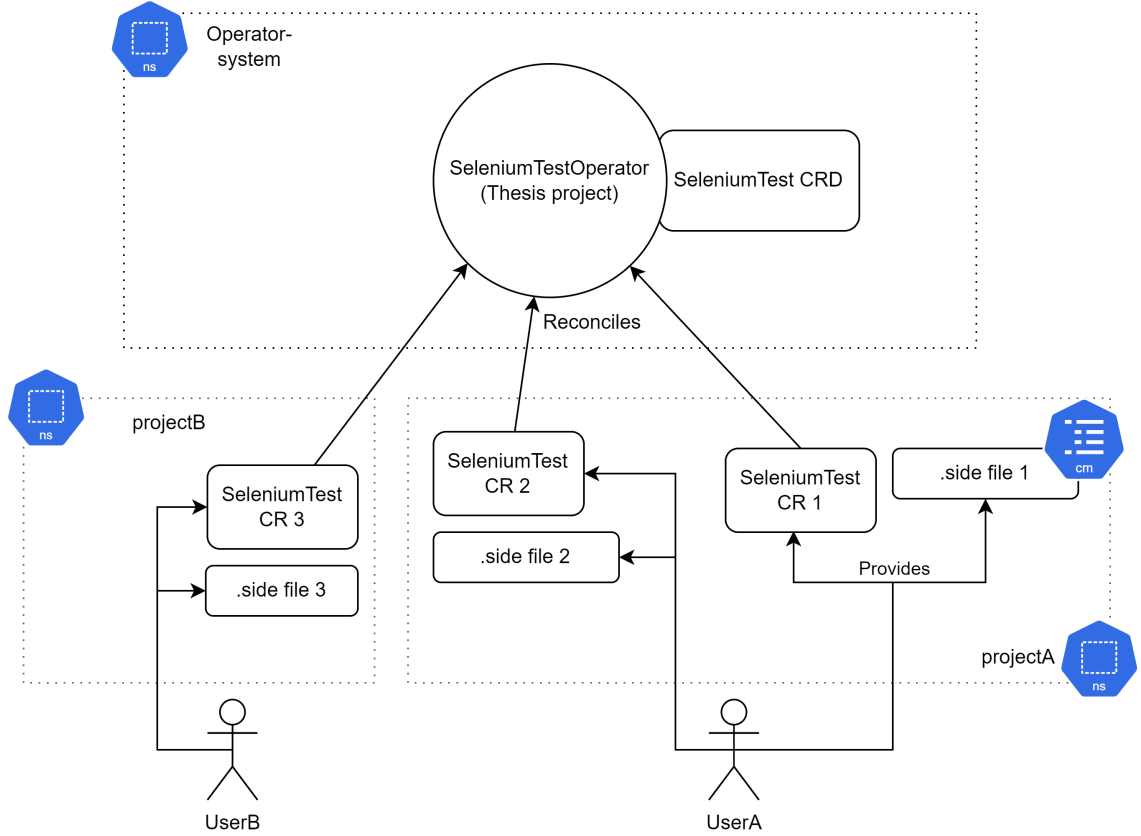 ns
Operator-
system
SeleniumTestOperator
(Thesis project)
SeleniumTest CRD
Reconciles
ns
projectB
SeleniumTest
CR 3
.side file 3
SeleniumTest
CR 2
.side file 2
SeleniumTest
CR 1
.side file 1
cm
Provides
projectA
ns
UserB
UserA